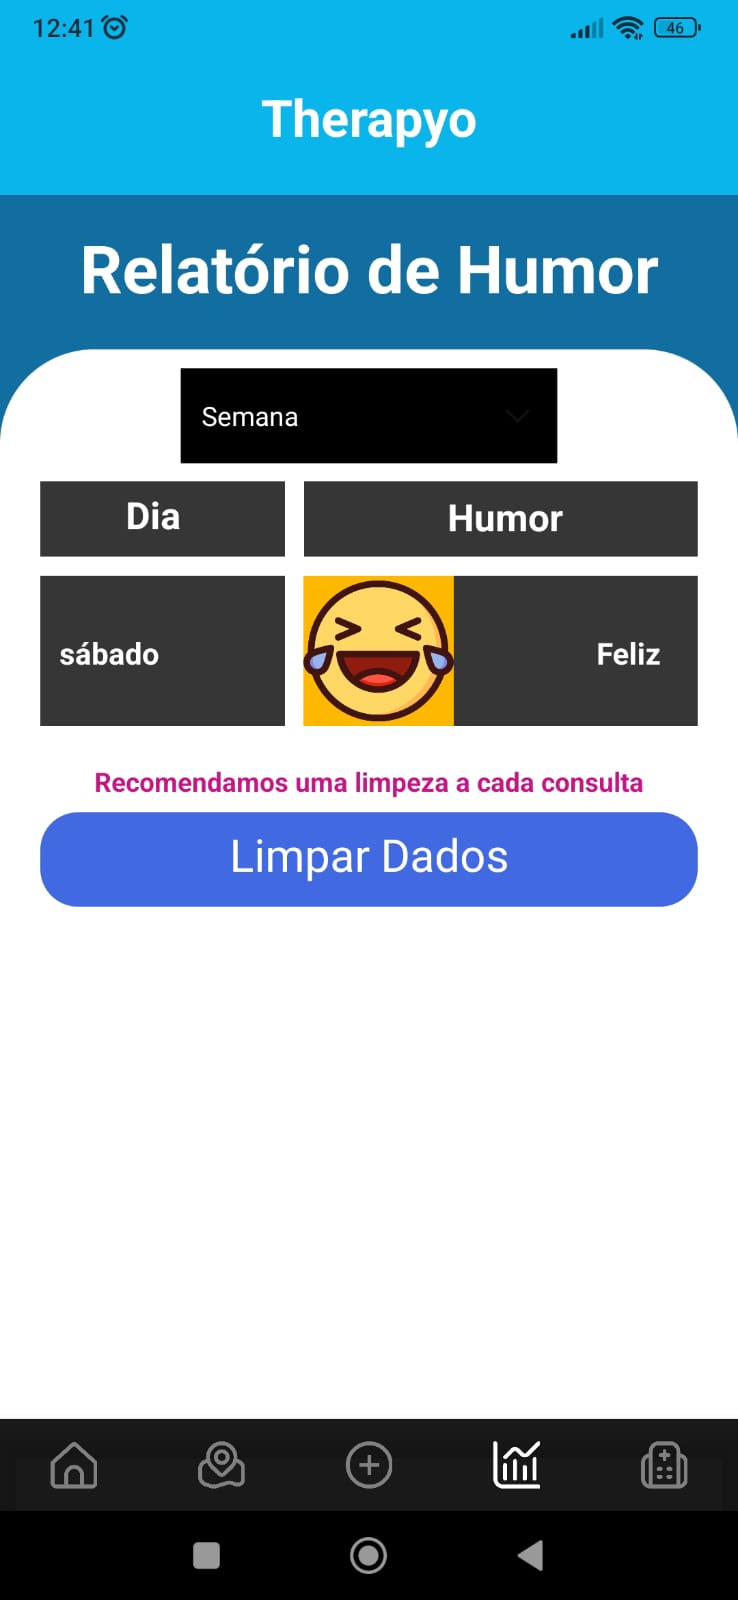 12:41
46
Therapyo
Relatório de Humor
Semana
Dia
Humor
sábado
Feliz
Recomendamos uma limpeza a cada consulta
Limpar Dados